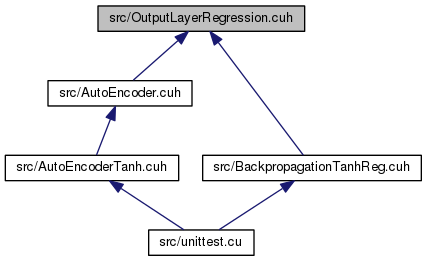 src/OutputLayerRegression.cuh
src/AutoEncoder.cuh
src/AutoEncoderTanh.cuh
src/BackpropagationTanhReg.cuh
src/unittest.cu